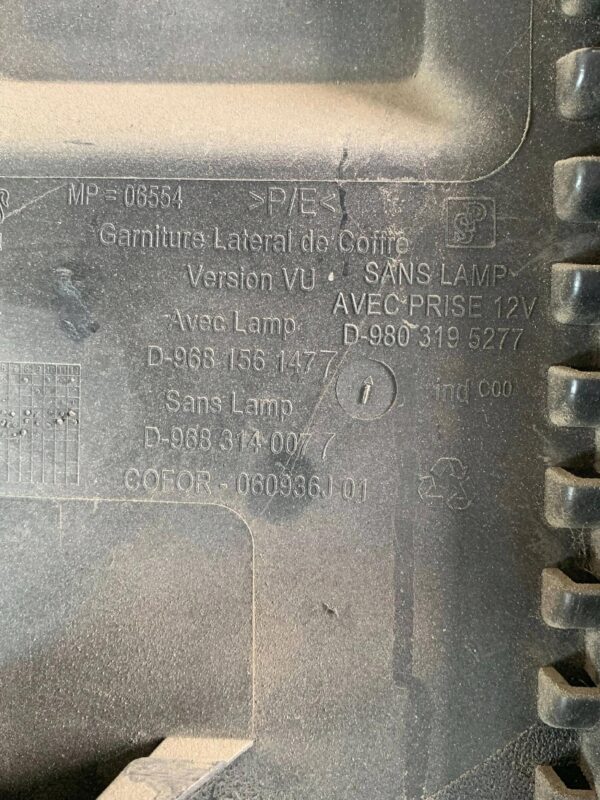 MP = 06554
>P/E<
Garniture Lateral de Coffre
Version VU
SANS LAMP
AVEC PRISE 12V
D-980 319 5277
Avec Lamp
D-968 156 1477
Sans Lamp
D-968 314 0077
ind C00
COFOR - 060936J 01